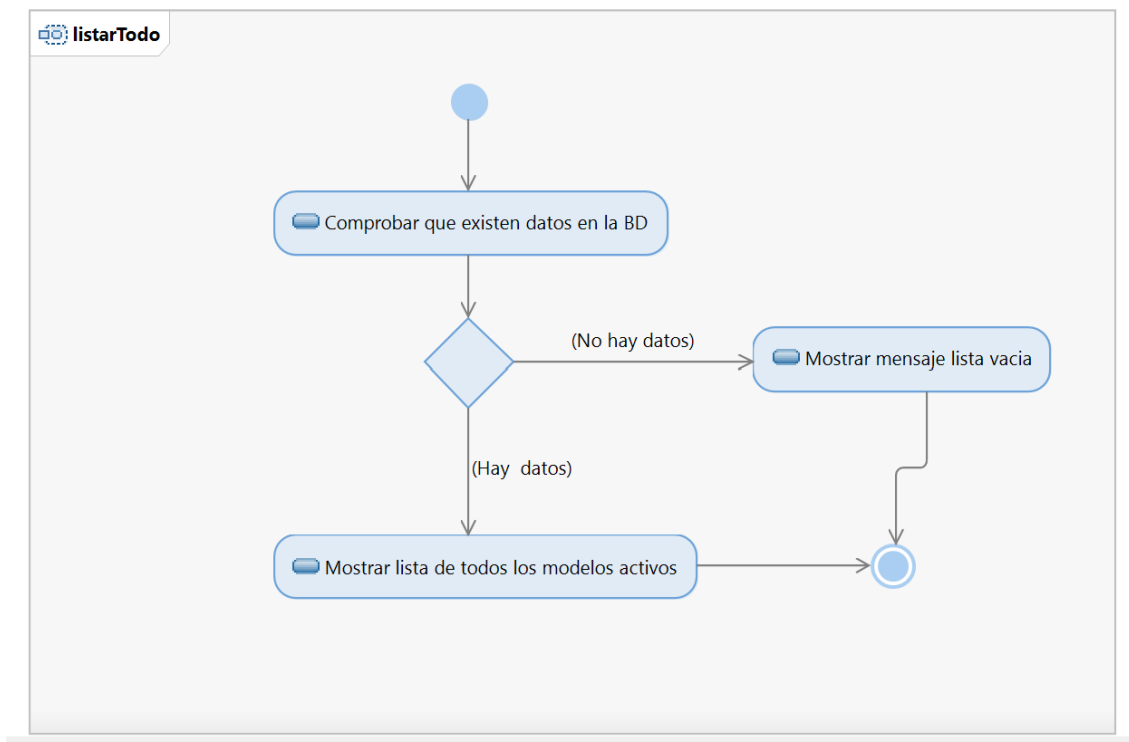 listarTodo
Comprobar que existen datos en la BD
(No hay datos)
Mostrar mensaje lista vacia
(Hay  datos)
Mostrar lista de todos los modelos activos